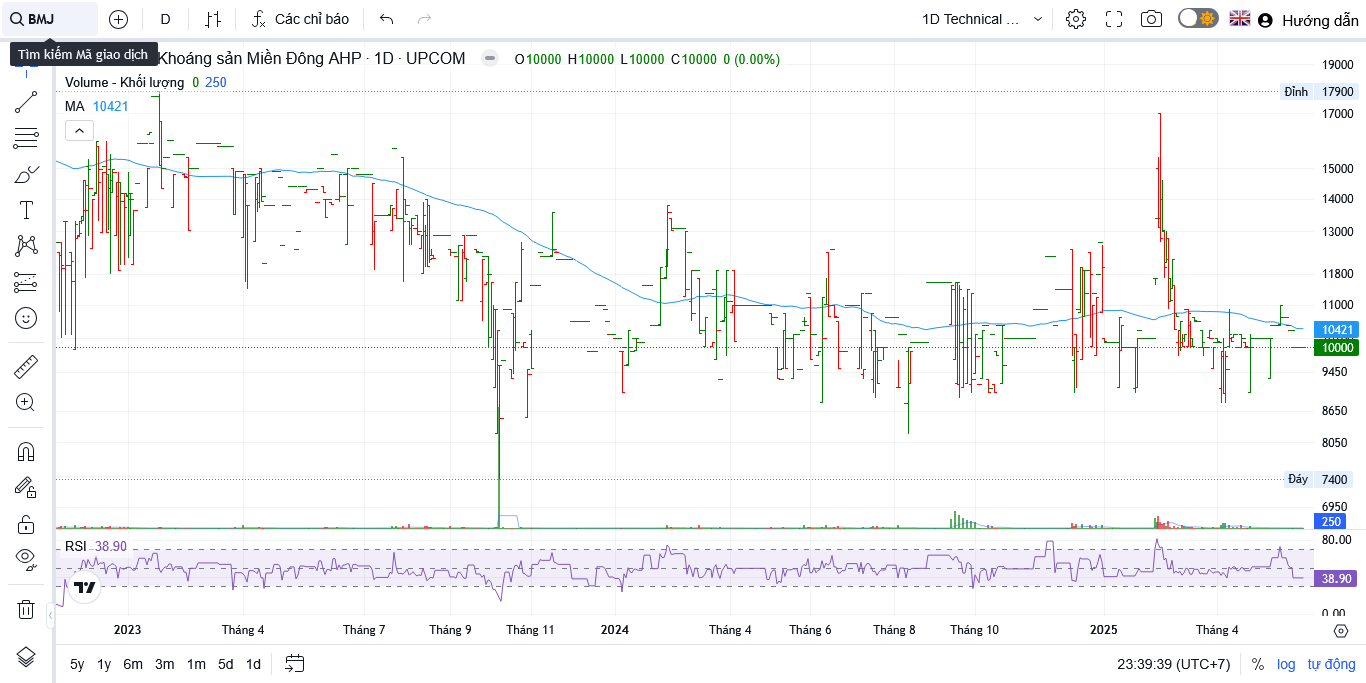 BMJ D Các chỉ báo 1D Technical ... Hướng dẫn
Tìm kiếm Mã giao dịch
Khoáng sản Miền Đông AHP · 1D · UPCOM O10000 H10000 L10000 C10000 0 (0.00%)
Volume - Khối lượng 0 250
MA 10421
19000
Đỉnh 17900
17000
15000
14000
13000
11800
11000
10421
10000
9450
8650
8050
Đáy 7400
6950
250
RSI 38.90
80.00
38.90
0.00
2023 Tháng 4 Tháng 7 Tháng 9 Tháng 11 2024 Tháng 4 Tháng 6 Tháng 8 Tháng 10 2025 Tháng 4
5y 1y 6m 3m 1m 5d 1d 23:39:39 (UTC+7) % log tự động